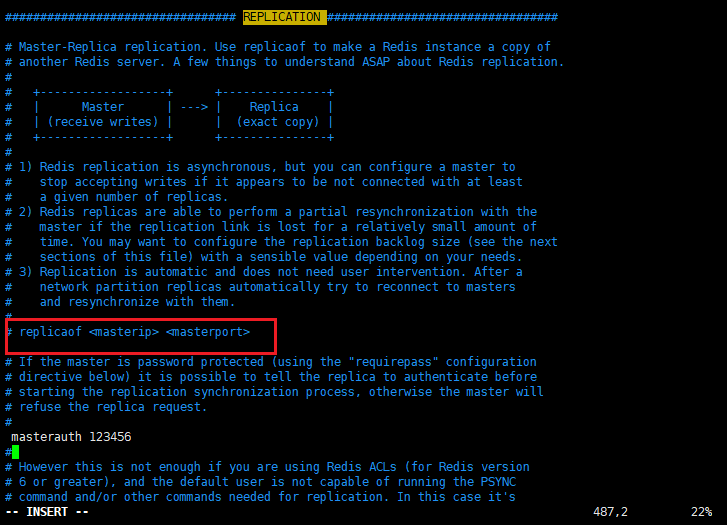 ################################# REPLICATION #################################

# Master-Replica replication. Use replicaof to make a Redis instance a copy of
# another Redis server. A few things to understand ASAP about Redis replication.
#
#   +------------------+      +---------------+
#   |      Master      | ---> |    Replica    |
#   | (receive writes) |      |  (exact copy) |
#   +------------------+      +---------------+
#
# 1) Redis replication is asynchronous, but you can configure a master to
#    stop accepting writes if it appears to be not connected with at least
#    a given number of replicas.
# 2) Redis replicas are able to perform a partial resynchronization with the
#    master if the replication link is lost for a relatively small amount of
#    time. You may want to configure the replication backlog size (see the next
#    sections of this file) with a sensible value depending on your needs.
# 3) Replication is automatic and does not need user intervention. After a
#    network partition replicas automatically try to reconnect to masters
#    and resynchronize with them.
#
# replicaof <masterip> <masterport>

# If the master is password protected (using the "requirepass" configuration
# directive below) it is possible to tell the replica to authenticate before
# starting the replication synchronization process, otherwise the master will
# refuse the replica request.
#
 masterauth 123456
#
# However this is not enough if you are using Redis ACLs (for Redis version
# 6 or greater), and the default user is not capable of running the PSYNC
# command and/or other commands needed for replication. In this case it's
-- INSERT -- 487,2 22%